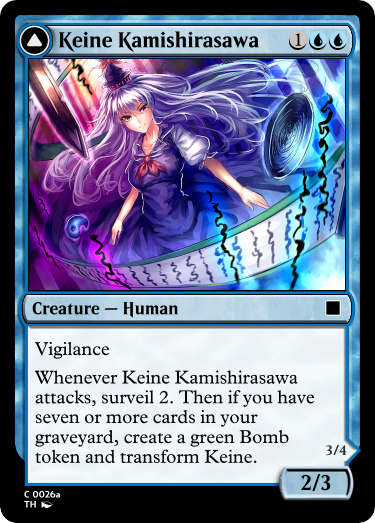 Keine Kamishirasawa 1
Creature — Human
Vigilance
Whenever Keine Kamishirasawa
attacks, surveil 2. Then if you have
seven or more cards in your
graveyard, create a green Bomb
token and transform Keine.
3/4
2/3
C 0026a
TH